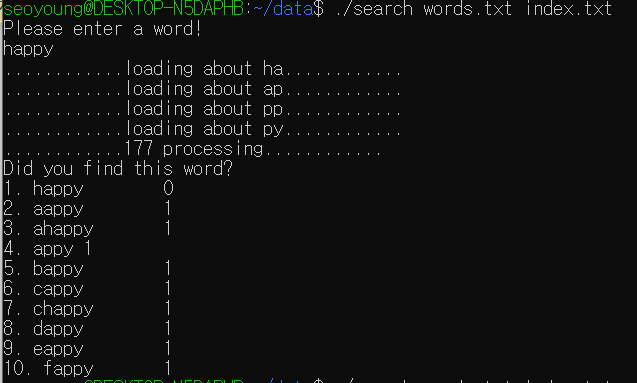 seoyoung@DESKTOP-N5DAPHB:~/data$ ./search words.txt index.txt
Please enter a word!
happy
............loading about ha............
............loading about ap............
............loading about pp............
............loading about py............
............177 processing............
Did you find this word?
1. happy 0
2. aappy 1
3. ahappy 1
4. appy 1
5. bappy 1
6. cappy 1
7. chappy 1
8. dappy 1
9. eappy 1
10. fappy 1